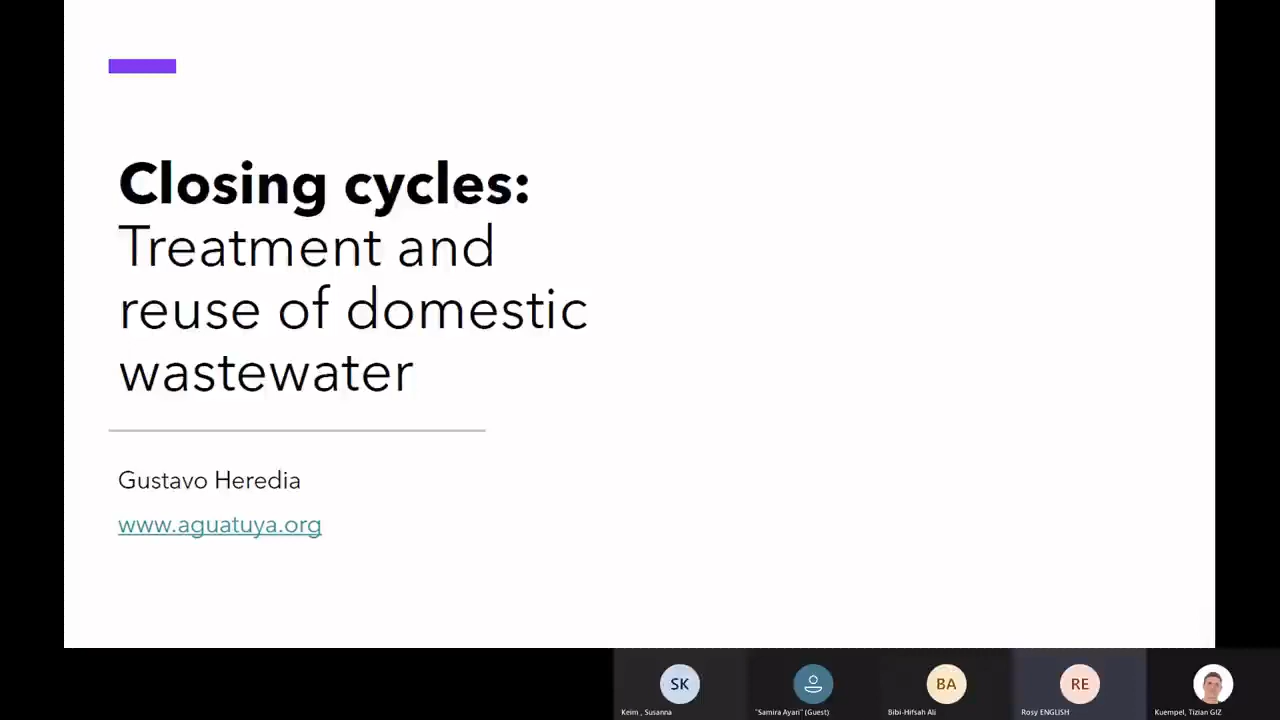 Closing cycles:
Treatment and
reuse of domestic
wastewater
Gustavo Heredia
www.aguatuya.org
SK
BA
RE
Keim , Susanna
"Samira Ayari" (Guest)
Bibi-Hifsah Ali
Rosy ENGLISH
Kuempel, Tizian GIZ